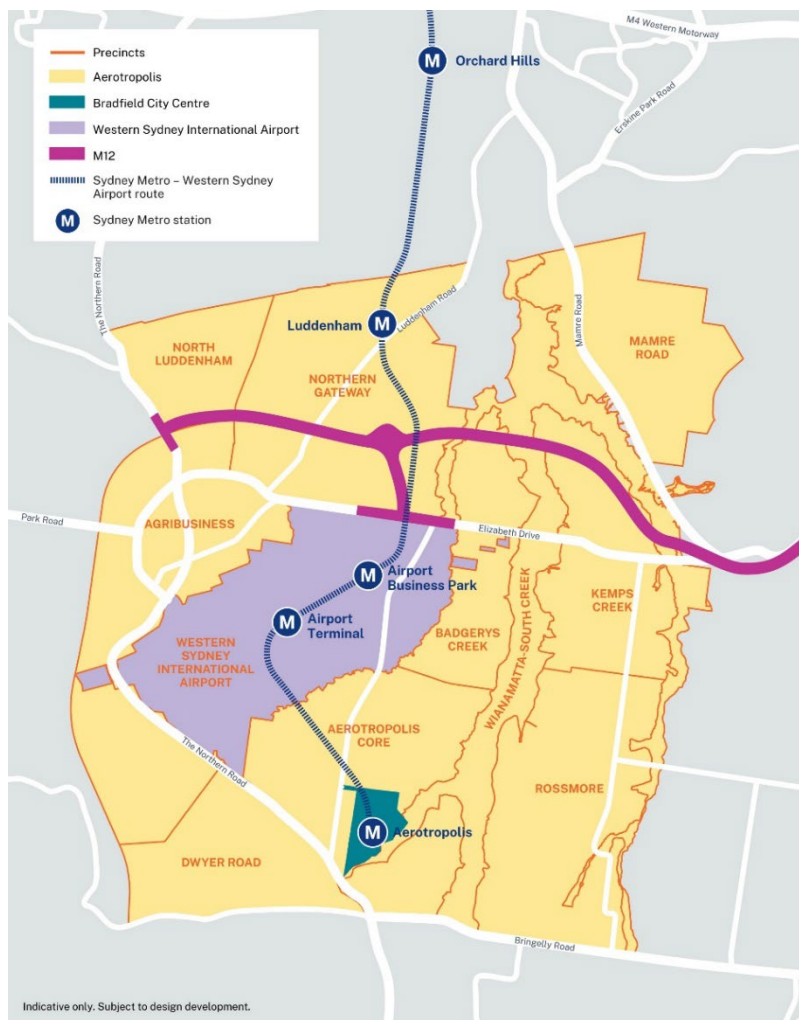 Precincts
Aerotropolis
Bradfield City Centre
Western Sydney International Airport
M12
Sydney Metro – Western Sydney
Airport route
M
Sydney Metro station
M4 Western Motorway
M
Orchard Hills
Erskine Park Road
The Northern Road
Luddenham
M
Luddenham Road
Mamre Road
NORTH
LUDDENHAM
NORTHERN
GATEWAY
MAMRE
ROAD
Park Road
AGRIBUSINESS
Elizabeth Drive
M
Airport
Business Park
KEMPS
CREEK
M
Airport
Terminal
BADGERYS
CREEK
WIANAMATTA-SOUTH CREEK
WESTERN
SYDNEY
INTERNATIONAL
AIRPORT
The Northern Road
AEROTROPOLIS
CORE
ROSSMORE
M
Aerotropolis
DWYER ROAD
Bringelly Road
Indicative only. Subject to design development.